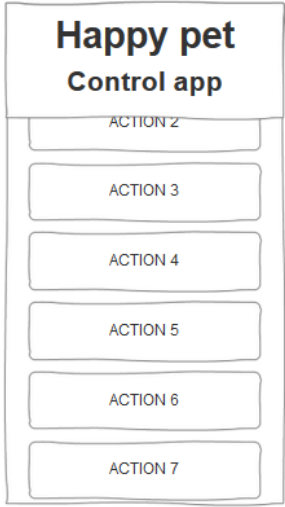 Happy pet
Control app
ACTION 2
ACTION 3
ACTION 4
ACTION 5
ACTION 6
ACTION 7